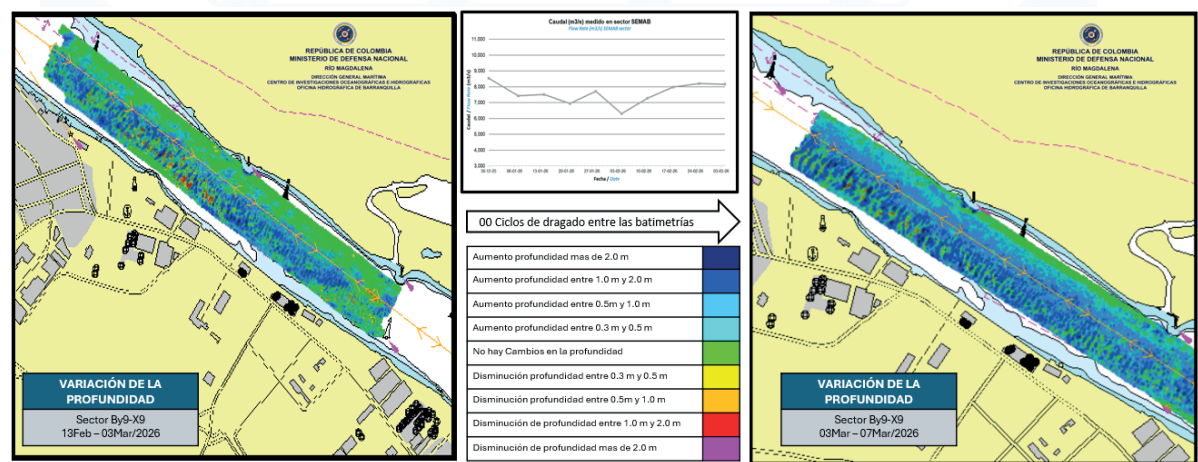 REPÚBLICA DE COLOMBIA
MINISTERIO DE DEFENSA NACIONAL
RÍO MAGDALENA
DIRECCIÓN GENERAL MARÍTIMA
CENTRO DE INVESTIGACIONES OCEANOGRÁFICAS E HIDROGRÁFICAS
OFICINA HIDROGRÁFICA DE BARRANQUILLA
VARIACIÓN DE LA
PROFUNDIDAD
Sector By9-X9
13Feb – 03Mar/2026
Caudal (m3/s) medido en sector SEMAB
Flow Rate (m3/s) SEMAB sector
Caudal / Flow Rate (m3/s)
11,000
10,000
9,000
8,000
7,000
6,000
5,000
4,000
3,000
Fecha / Date
00 Ciclos de dragado entre las batimetrías
Aumento profundidad mas de 2.0 m
Aumento profundidad entre 1.0 m y 2.0 m
Aumento profundidad entre 0.5m y 1.0 m
Aumento profundidad entre 0.3 m y 0.5 m
No hay Cambios en la profundidad
Disminución profundidad entre 0.3 m y 0.5 m
Disminución profundidad entre 0.5m y 1.0 m
Disminución de profundidad entre 1.0 m y 2.0 m
Disminución de profundidad mas de 2.0 m
REPÚBLICA DE COLOMBIA
MINISTERIO DE DEFENSA NACIONAL
RÍO MAGDALENA
DIRECCIÓN GENERAL MARÍTIMA
CENTRO DE INVESTIGACIONES OCEANOGRÁFICAS E HIDROGRÁFICAS
OFICINA HIDROGRÁFICA DE BARRANQUILLA
VARIACIÓN DE LA
PROFUNDIDAD
Sector By9-X9
03Mar – 07Mar/2026